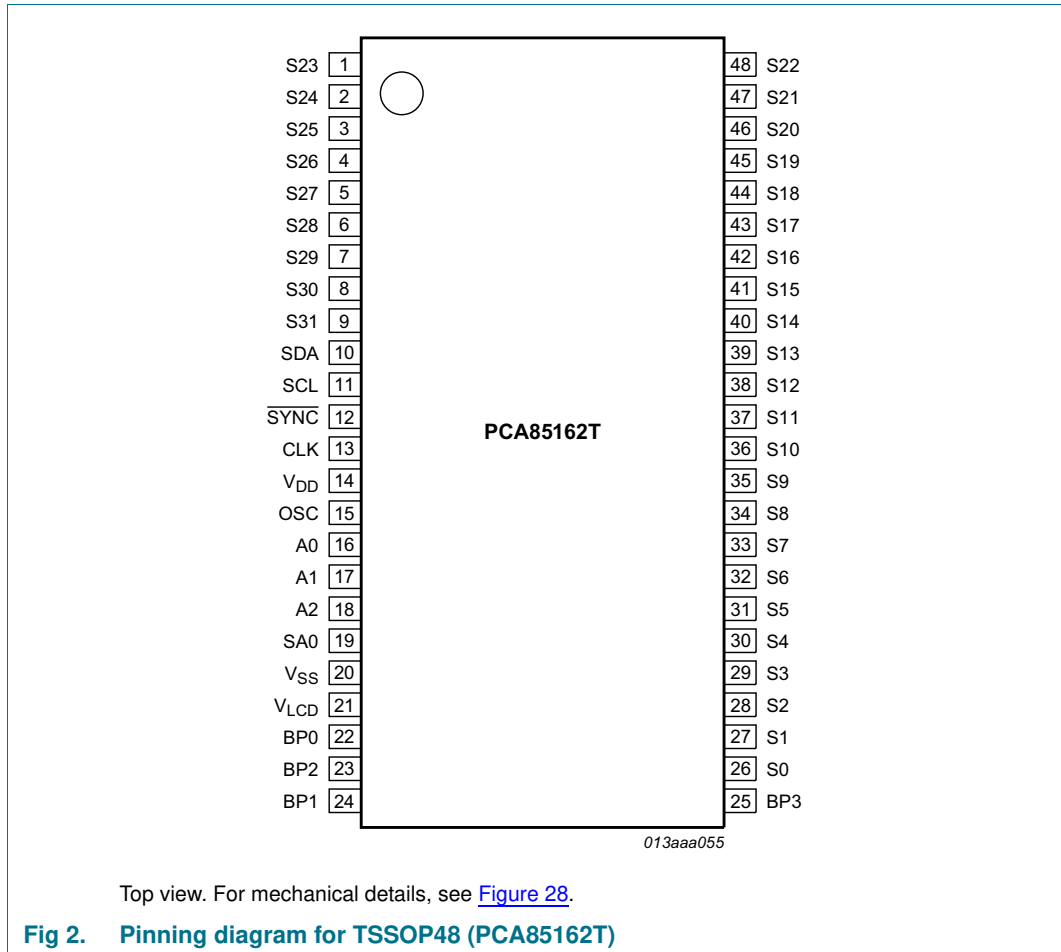 S23 1 48 S22
S24 2 47 S21
S25 3 46 S20
S26 4 45 S19
S27 5 44 S18
S28 6 43 S17
S29 7 42 S16
S30 8 41 S15
S31 9 40 S14
SDA 10 39 S13
SCL 11 38 S12
S̅Y̅N̅C̅ 12 37 S11
PCA85162T
CLK 13 36 S10
VDD 14 35 S9
OSC 15 34 S8
A0 16 33 S7
A1 17 32 S6
A2 18 31 S5
SA0 19 30 S4
VSS 20 29 S3
VLCD 21 28 S2
BP0 22 27 S1
BP2 23 26 S0
BP1 24 25 BP3
013aaa055
Top view. For mechanical details, see Figure 28.
Fig 2. Pinning diagram for TSSOP48 (PCA85162T)